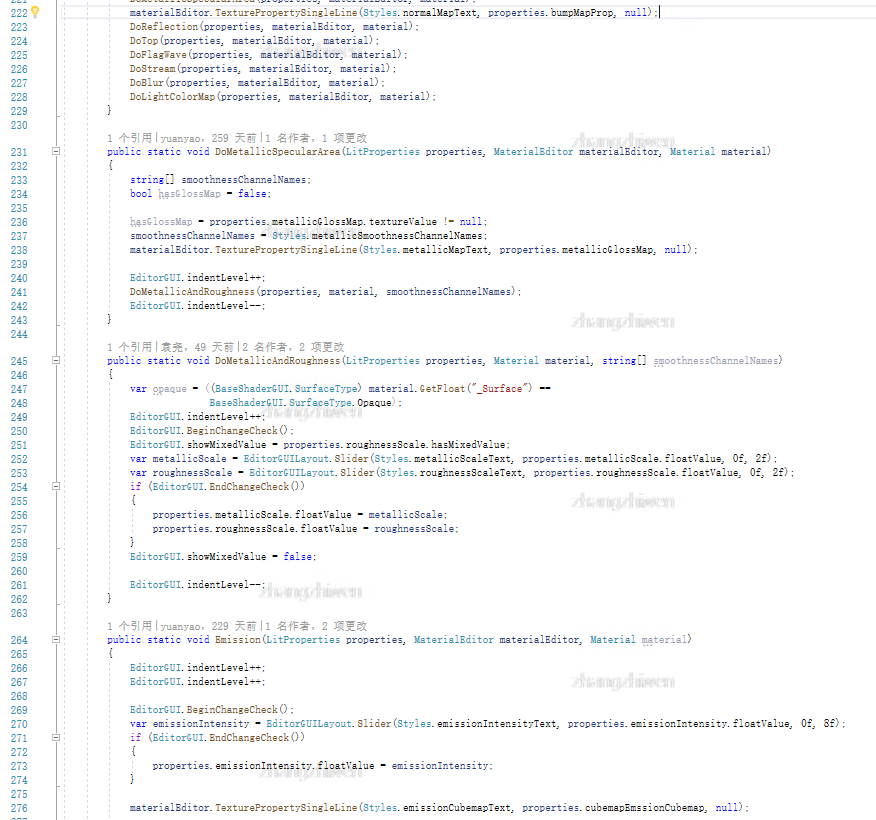 222 materialEditor.TexturePropertySingleLine(Styles.normalMapText, properties.bumpMapProp, null);
223 DoReflection(properties, materialEditor, material);
224 DoTop(properties, materialEditor, material);
225 DoFlagWave(properties, materialEditor, material);
226 DoStream(properties, materialEditor, material);
227 DoBlur(properties, materialEditor, material);
228 DoLightColorMap(properties, materialEditor, material);
229 }
230
1 个引用|yuanyao，259 天前|1 名作者，1 项更改
231 public static void DoMetallicSpecularArea(LitProperties properties, MaterialEditor materialEditor, Material material)
232 {
233 string[] smoothnessChannelNames;
234 bool hasGlossMap = false;
235
236 hasGlossMap = properties.metallicGlossMap.textureValue != null;
237 smoothnessChannelNames = Styles.metallicSmoothnessChannelNames;
238 materialEditor.TexturePropertySingleLine(Styles.metallicMapText, properties.metallicGlossMap, null);
239
240 EditorGUI.indentLevel++;
241 DoMetallicAndRoughness(properties, material, smoothnessChannelNames);
242 EditorGUI.indentLevel--;
243 }
244
1 个引用|袁尧，49 天前|2 名作者，2 项更改
245 public static void DoMetallicAndRoughness(LitProperties properties, Material material, string[] smoothnessChannelNames)
246 {
247 var opaque = ((BaseShaderGUI.SurfaceType) material.GetFloat("_Surface") ==
248 BaseShaderGUI.SurfaceType.Opaque);
249 EditorGUI.indentLevel++;
250 EditorGUI.BeginChangeCheck();
251 EditorGUI.showMixedValue = properties.roughnessScale.hasMixedValue;
252 var metallicScale = EditorGUILayout.Slider(Styles.metallicScaleText, properties.metallicScale.floatValue, 0f, 2f);
253 var roughnessScale = EditorGUILayout.Slider(Styles.roughnessScaleText, properties.roughnessScale.floatValue, 0f, 2f);
254 if (EditorGUI.EndChangeCheck())
255 {
256 properties.metallicScale.floatValue = metallicScale;
257 properties.roughnessScale.floatValue = roughnessScale;
258 }
259 EditorGUI.showMixedValue = false;
260
261 EditorGUI.indentLevel--;
262 }
263
1 个引用|yuanyao，229 天前|1 名作者，2 项更改
264 public static void Emission(LitProperties properties, MaterialEditor materialEditor, Material material)
265 {
266 EditorGUI.indentLevel++;
267 EditorGUI.indentLevel++;
268
269 EditorGUI.BeginChangeCheck();
270 var emissionIntensity = EditorGUILayout.Slider(Styles.emissionIntensityText, properties.emissionIntensity.floatValue, 0f, 8f);
271 if (EditorGUI.EndChangeCheck())
272 {
273 properties.emissionIntensity.floatValue = emissionIntensity;
274 }
275
276 materialEditor.TexturePropertySingleLine(Styles.emissionCubemapText, properties.cubemapEmssionCubemap, null);